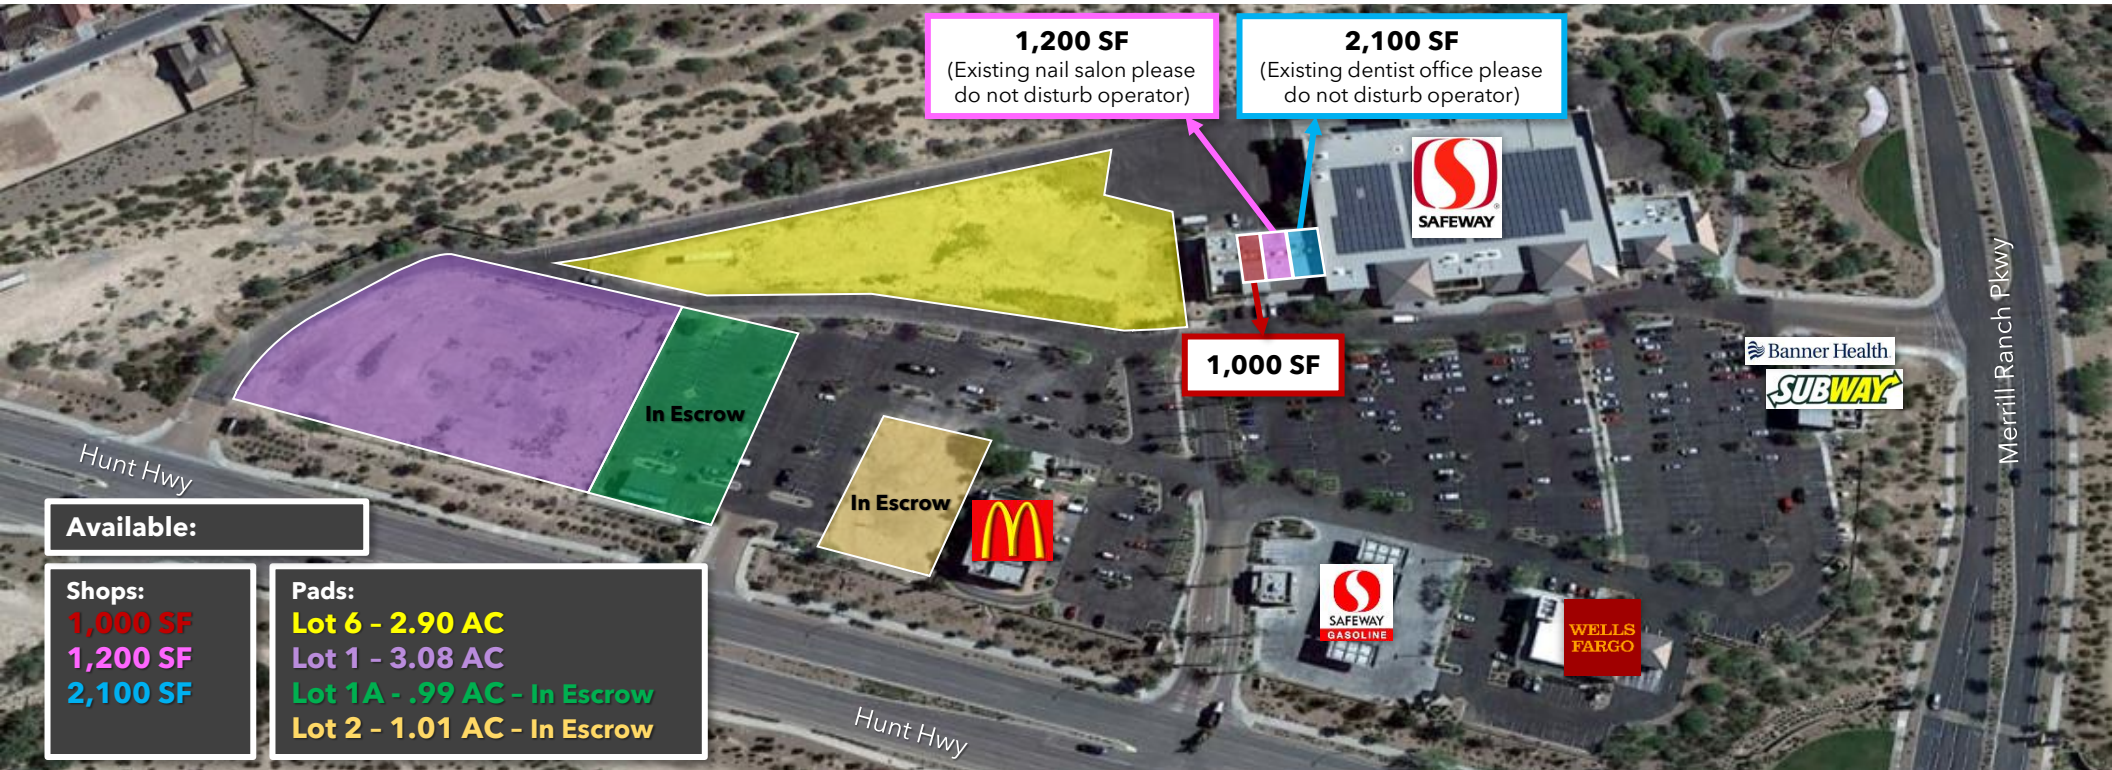 1,200 SF
(Existing nail salon please
do not disturb operator)
2,100 SF
(Existing dentist office please
do not disturb operator)
SAFEWAY
1,000 SF
Banner Health
SUBWAY
Merrill Ranch Pkwy
In Escrow
In Escrow
Hunt Hwy
SAFEWAY
GASOLINE
WELLS
FARGO
Hunt Hwy
Available:
Shops:
1,000 SF
1,200 SF
2,100 SF
Pads:
Lot 6 – 2.90 AC
Lot 1 – 3.08 AC
Lot 1A - .99 AC – In Escrow
Lot 2 – 1.01 AC – In Escrow